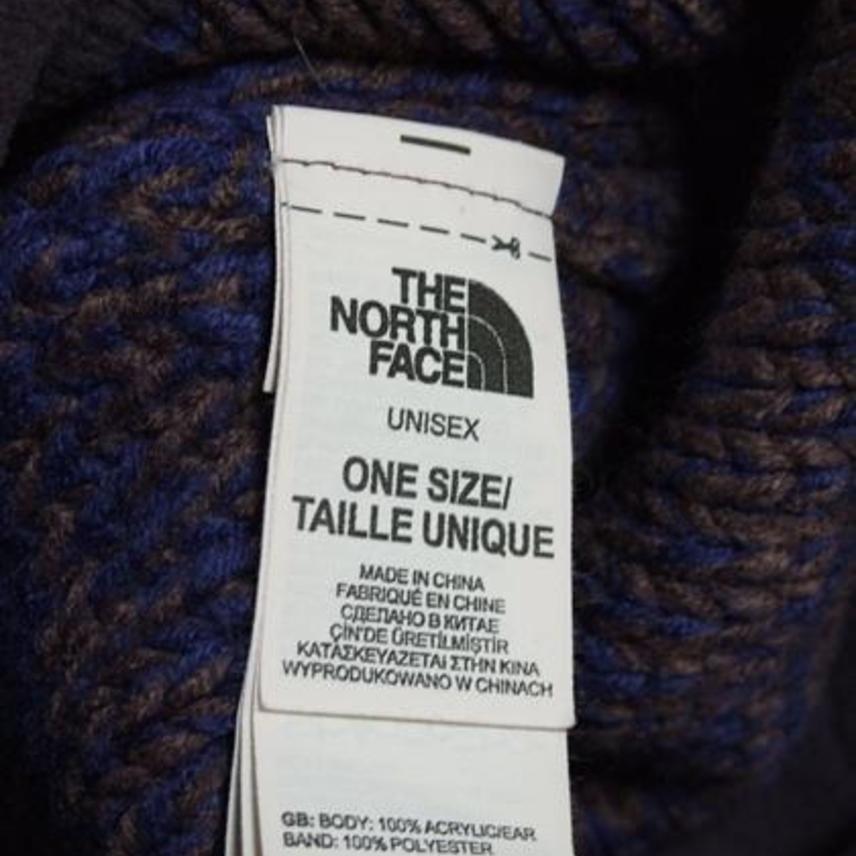 THE
NORTH
FACE
UNISEX
ONE SIZE/
TAILLE UNIQUE
MADE IN CHINA
FABRIQUÉ EN CHINE
СДЕЛАНО В КИТАЕ
ÇİN'DE ÜRETİLMİŞTİR
ΚΑΤΑΣΚΕΥΑΖΕΤΑΙ ΣΤΗΝ ΚΙΝΑ
WYPRODUKOWANO W CHINACH
GB: BODY: 100% ACRYLIC/EAR
BAND: 100% POLYESTER